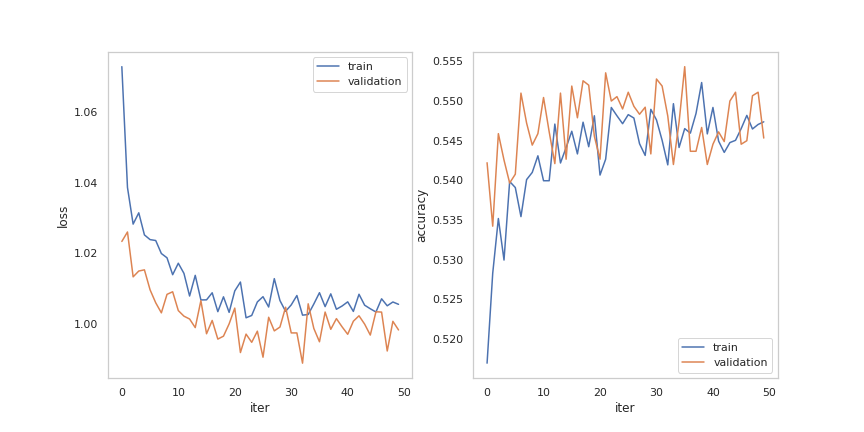 train
validation
1.06
1.04
1.02
1.00
loss
0 10 20 30 40 50
iter
0.555
0.550
0.545
0.540
0.535
0.530
0.525
0.520
accuracy
train
validation
0 10 20 30 40 50
iter